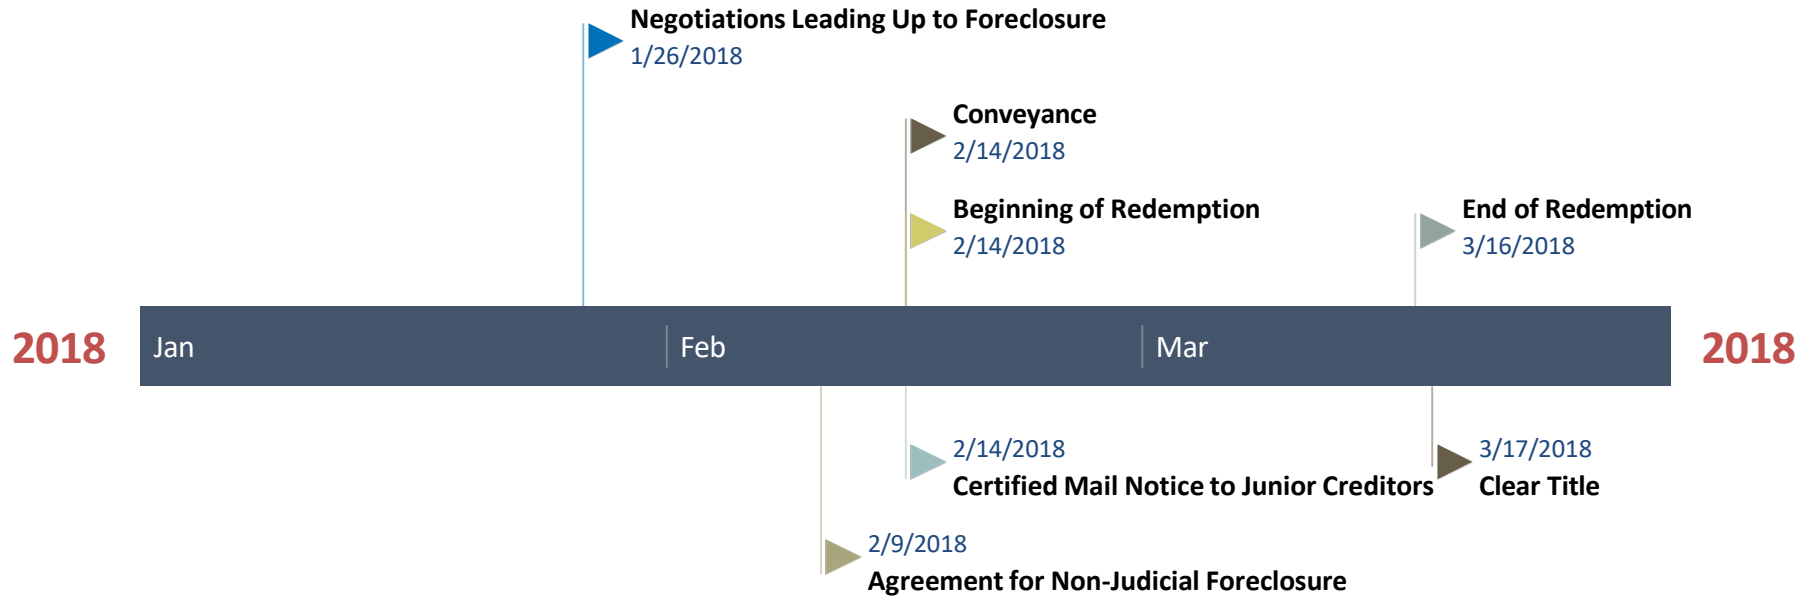 Negotiations Leading Up to Foreclosure
1/26/2018
Conveyance
2/14/2018
Beginning of Redemption
2/14/2018
End of Redemption
3/16/2018
2018
Jan
Feb
Mar
2018
2/14/2018
Certified Mail Notice to Junior Creditors
3/17/2018
Clear Title
2/9/2018
Agreement for Non-Judicial Foreclosure